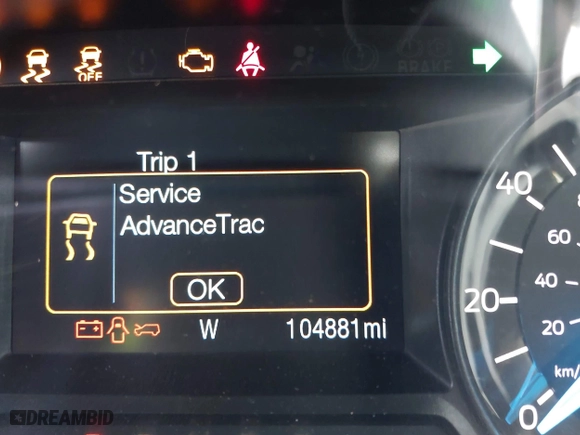 OFF
BRAKE
Trip 1
Service
AdvanceTrac
OK
W 104881mi
40
20
0
60
40
20
km/
DREAMBID